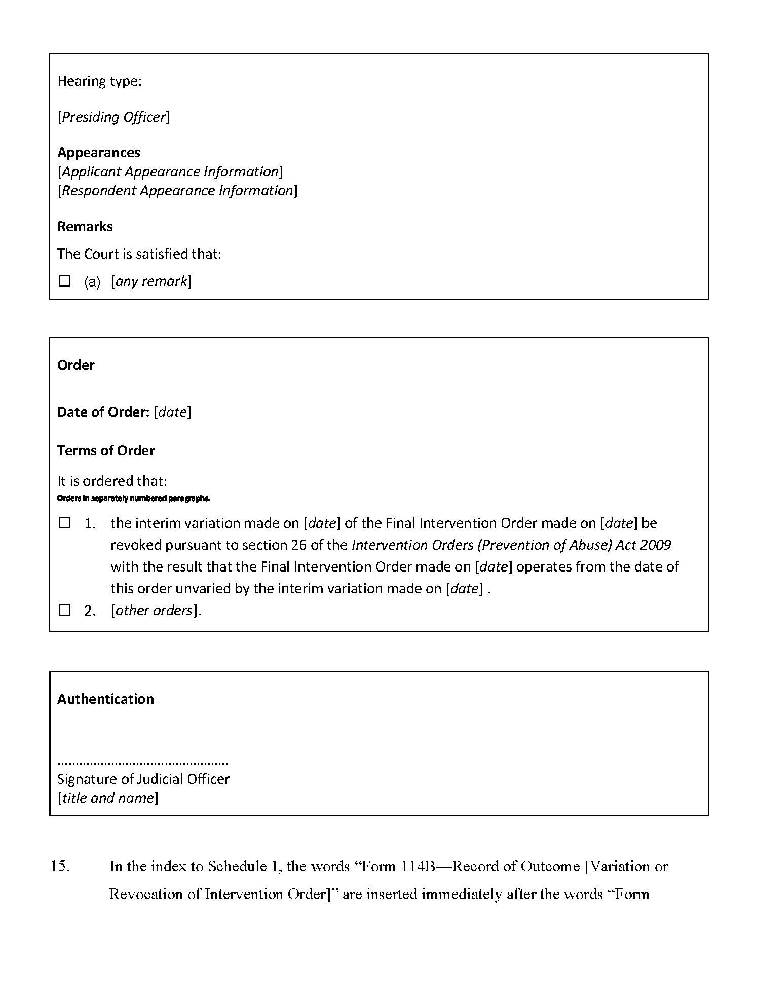 Hearing type:
[Presiding Officer]
Appearances
[Applicant Appearance Information]
[Respondent Appearance Information]
Remarks
The Court is satisfied that:
☐ (a) [any remark]
Order
Date of Order: [date]
Terms of Order
It is ordered that:
Orders in separately numbered paragraphs.
☐ 1. the interim variation made on [date] of the Final Intervention Order made on [date] be
revoked pursuant to section 26 of the Intervention Orders (Prevention of Abuse) Act 2009
with the result that the Final Intervention Order made on [date] operates from the date of
this order unvaried by the interim variation made on [date] .
☐ 2. [other orders].
Authentication
................................................
Signature of Judicial Officer
[title and name]
15. In the index to Schedule 1, the words “Form 114B—Record of Outcome [Variation or
Revocation of Intervention Order]” are inserted immediately after the words “Form